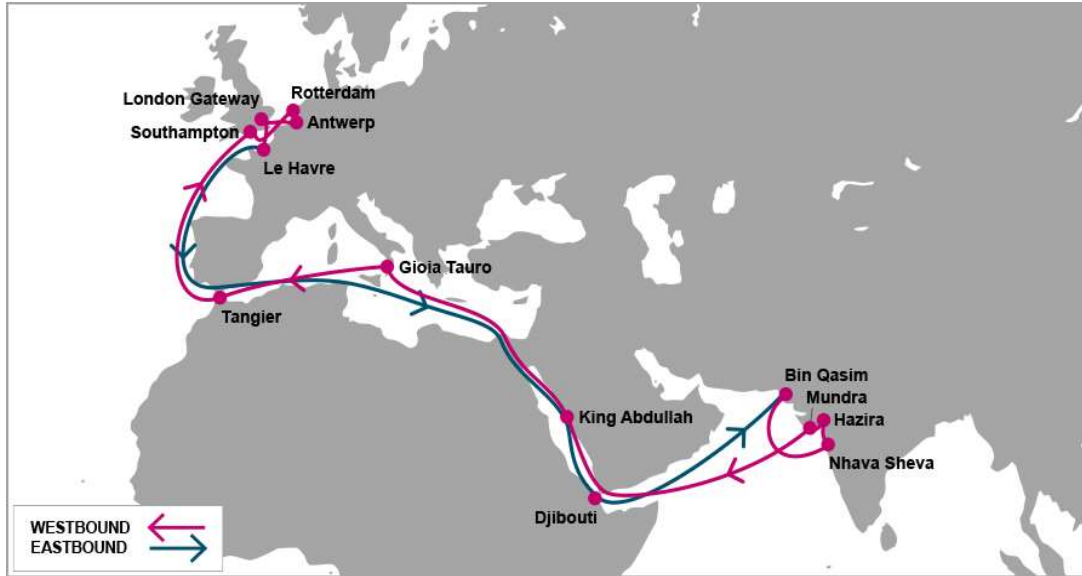 Rotterdam
London Gateway
Antwerp
Southampton
Le Havre
Gioia Tauro
Tangier
Bin Qasim
Mundra
Hazira
King Abdullah
Nhava Sheva
Djibouti
WESTBOUND
EASTBOUND